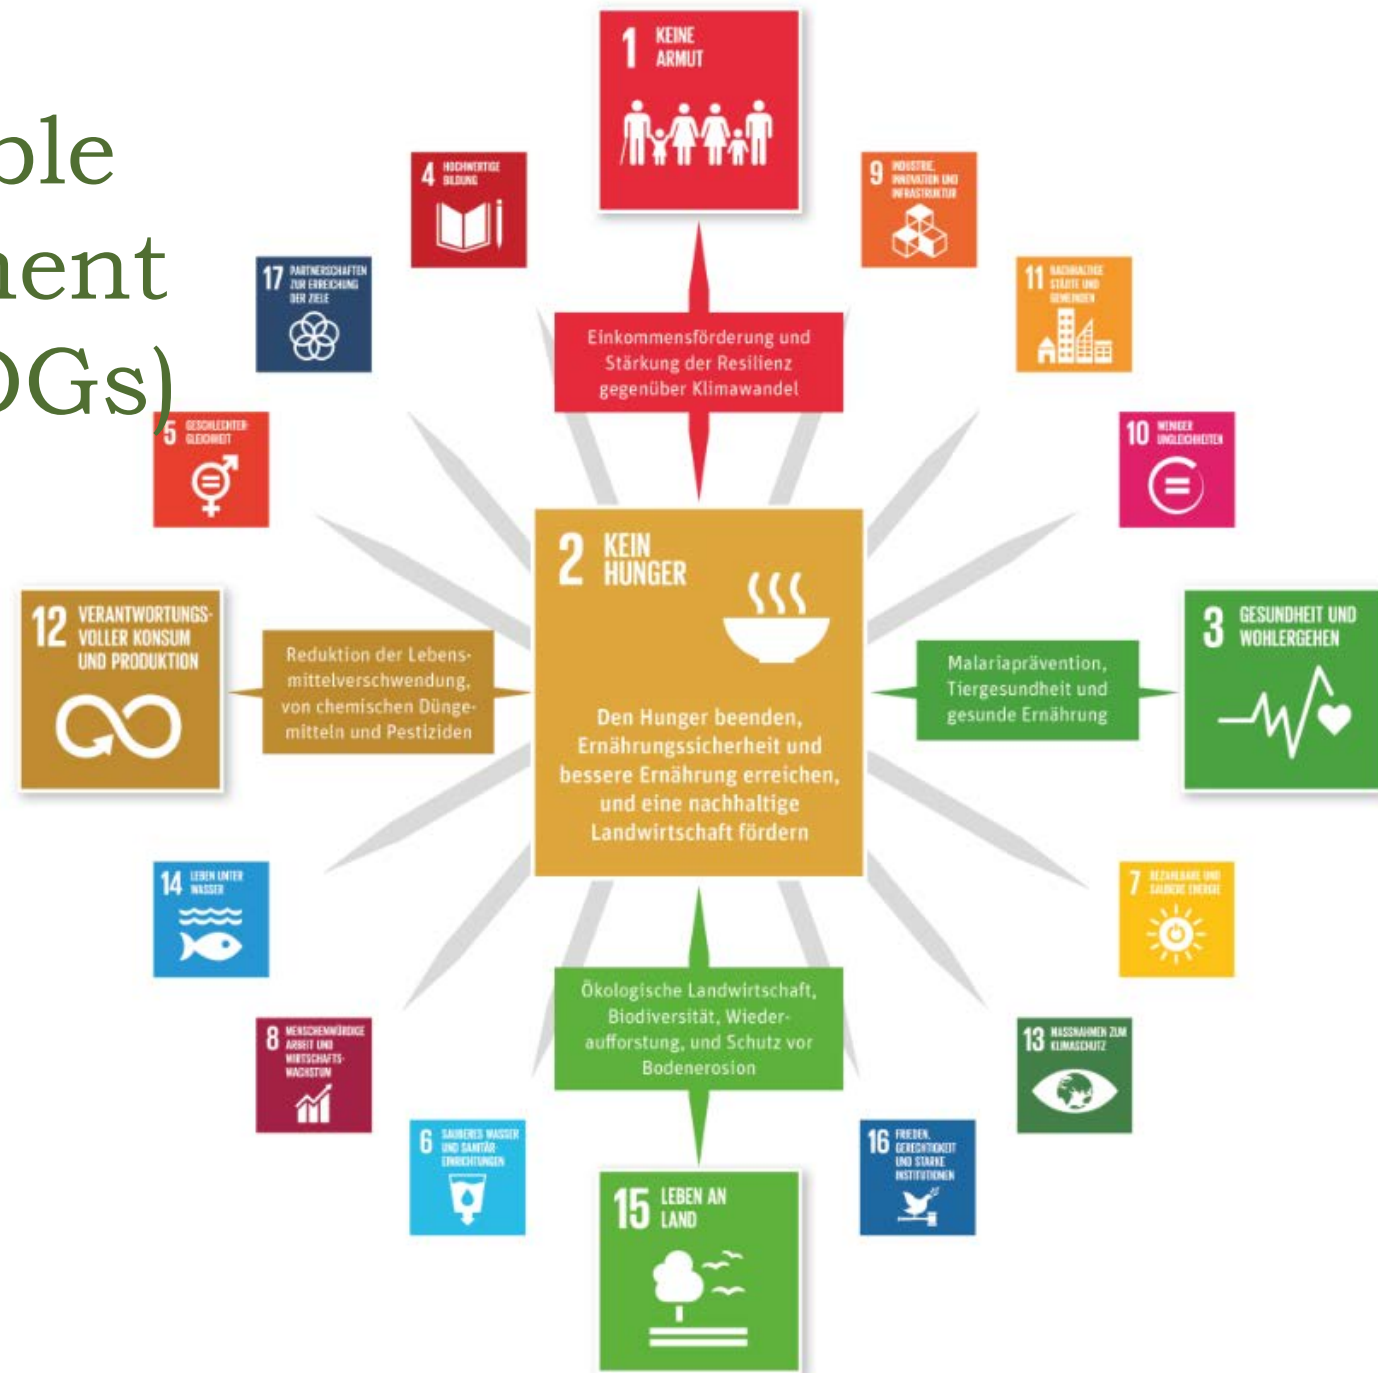 ble
nent
OGs)
1 KEINE
ARMUT
4 HOCHWERTIGE
BILDUNG
9 INDUSTRIE,
INNOVATION UND
INFRASTRUKTUR
17 PARTNERSCHAFTEN
ZUR ERREICHUNG
DER ZIELE
11 NACHHALTIGE
STÄDTE UND
GEMEINDEN
Einkommensförderung und
Stärkung der Resilienz
gegenüber Klimawandel
5 GESCHLECHTER-
GLEICHHEIT
10 WENIGER
UNGLEICHHEITEN
2 KEIN
HUNGER
Den Hunger beenden,
Ernährungssicherheit und
bessere Ernährung erreichen,
und eine nachhaltige
Landwirtschaft fördern
12 VERANTWORTUNGS-
VOLLER KONSUM
UND PRODUKTION
Reduktion der Lebens-
mittelverschwendung,
von chemischen Dünge-
mitteln und Pestiziden
Malariaprävention,
Tiergesundheit und
gesunde Ernährung
3 GESUNDHEIT UND
WOHLERGEHEN
14 LEBEN UNTER
WASSER
7 BEZAHLBARE UND
SAUBERE ENERGIE
Ökologische Landwirtschaft,
Biodiversität, Wieder-
aufforstung, und Schutz vor
Bodenerosion
8 MENSCHENWÜRDIGE
ARBEIT UND
WIRTSCHAFTS-
WACHSTUM
13 MASSNAHMEN ZUM
KLIMASCHUTZ
6 SAUBERES WASSER
UND SANITÄR-
EINRICHTUNGEN
16 FRIEDEN,
GERECHTIGKEIT
UND STARKE
INSTITUTIONEN
15 LEBEN AN
LAND